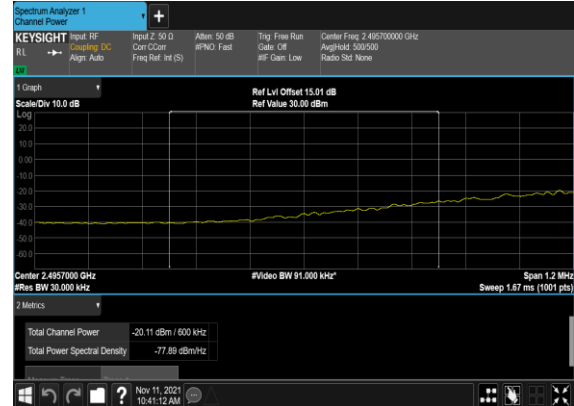 Spectrum Analyzer 1
Channel Power
+
KEYSIGHT
RL
Input: RF
Coupling: DC
Align: Auto
Input Z: 50 Ω
Corr CCorr
Freq Ref: Int (S)
Atten: 50 dB
#PNO: Fast
Trig: Free Run
Gate: Off
#IF Gain: Low
Center Freq: 2.495700000 GHz
Avg|Hold: 500/500
Radio Std: None
1 Graph
Scale/Div 10.0 dB
Ref Lvl Offset 15.01 dB
Ref Value 30.00 dBm
Log
20.0
10.0
0.00
-10.0
-20.0
-30.0
-40.0
-50.0
-60.0
Center 2.4957000 GHz
#Res BW 30.000 kHz
#Video BW 91.000 kHz*
Span 1.2 MHz
Sweep 1.67 ms (1001 pts)
2 Metrics
Total Channel Power -20.11 dBm / 600 kHz
Total Power Spectral Density -77.89 dBm/Hz
?
Nov 11, 2021
10:41:12 AM